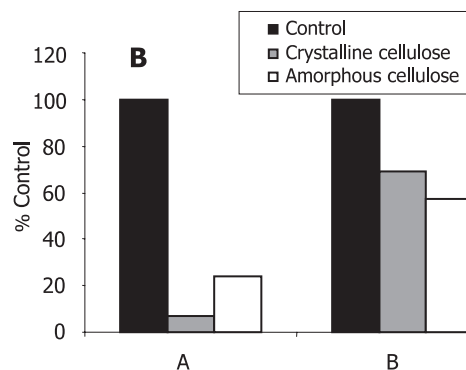 Control
Crystalline cellulose
Amorphous cellulose
B
% Control
120
100
80
60
40
20
0
A
B